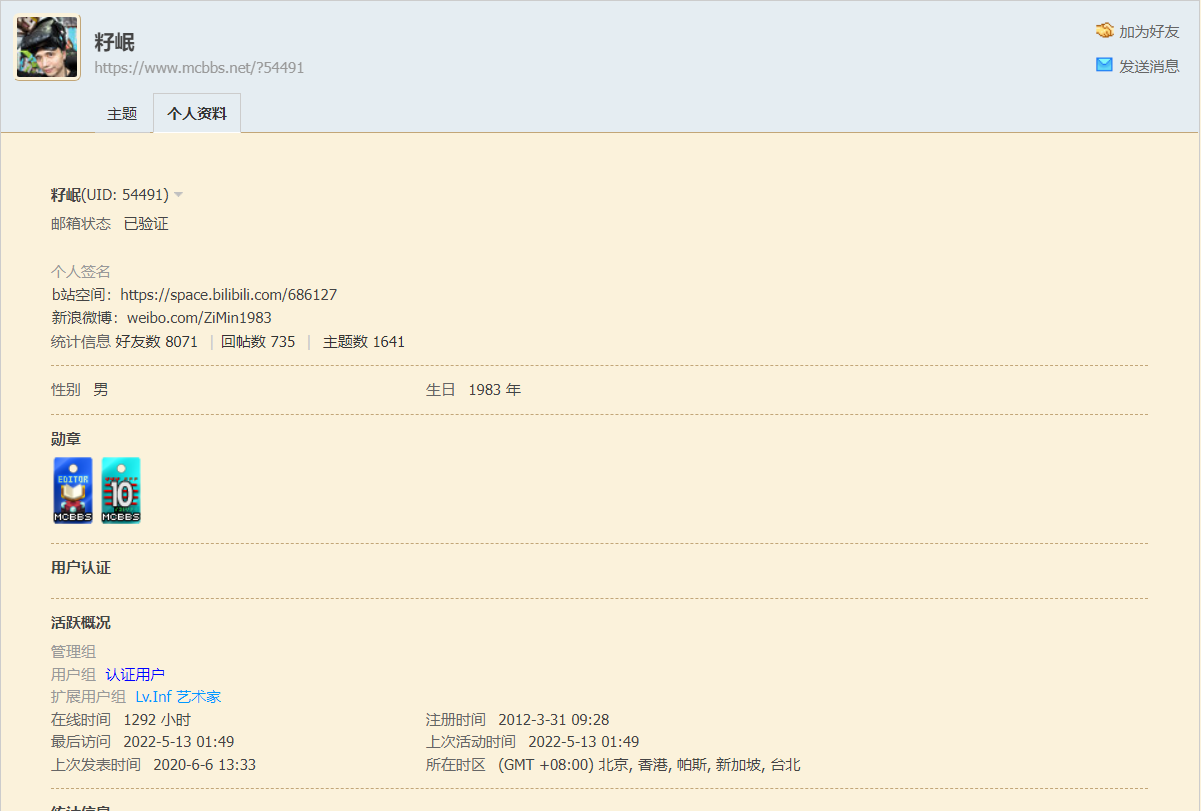 籽岷
https://www.mcbbs.net/?54491
加为好友
发送消息
主题
个人资料
籽岷(UID: 54491)
邮箱状态 已验证
个人签名
b站空间：https://space.bilibili.com/686127
新浪微博：weibo.com/ZiMin1983
统计信息 好友数 8071 | 回帖数 735 | 主题数 1641
性别 男 生日 1983 年
勋章
EDITOR
MCBBS
10
MCBBS
用户认证
活跃概况
管理组
用户组 认证用户
扩展用户组 Lv.Inf 艺术家
在线时间 1292 小时 注册时间 2012-3-31 09:28
最后访问 2022-5-13 01:49 上次活动时间 2022-5-13 01:49
上次发表时间 2020-6-6 13:33 所在时区 (GMT +08:00) 北京, 香港, 帕斯, 新加坡, 台北